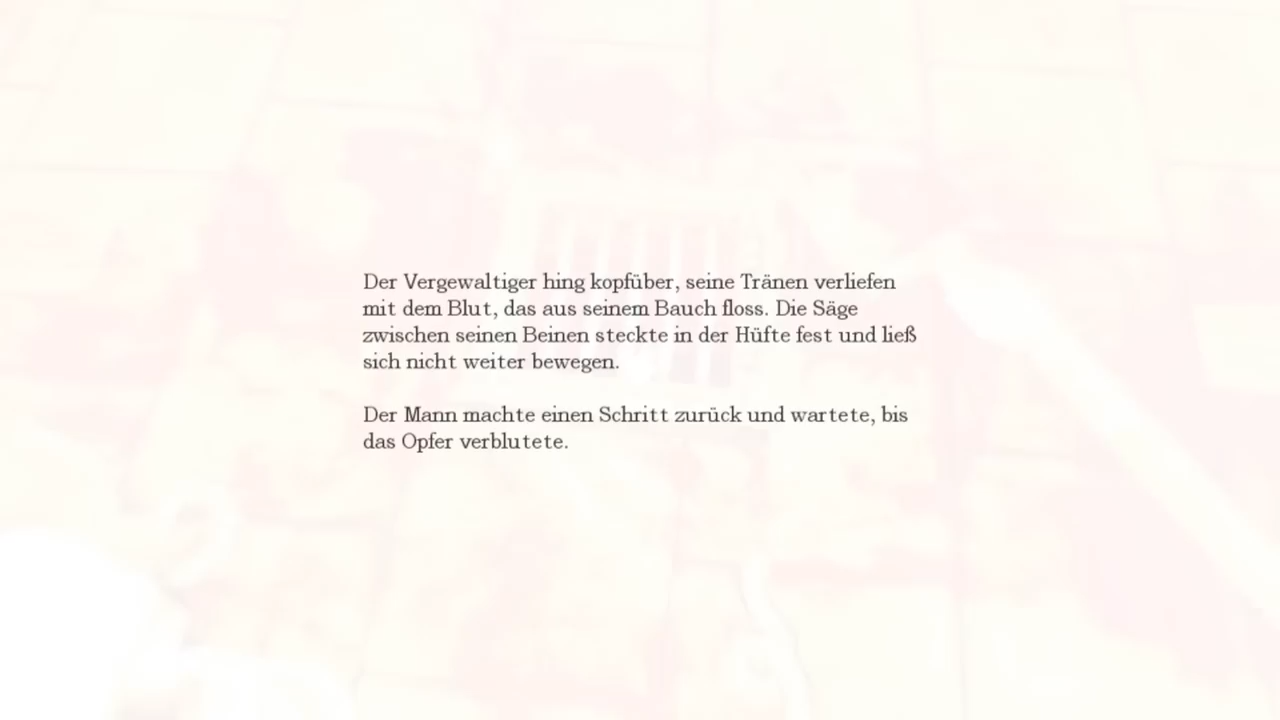 Der Vergewaltiger hing kopfüber, seine Tränen verliefen
mit dem Blut, das aus seinem Bauch floss. Die Säge
zwischen seinen Beinen steckte in der Hüfte fest und ließ
sich nicht weiter bewegen.
Der Mann machte einen Schritt zurück und wartete, bis
das Opfer verblutete.